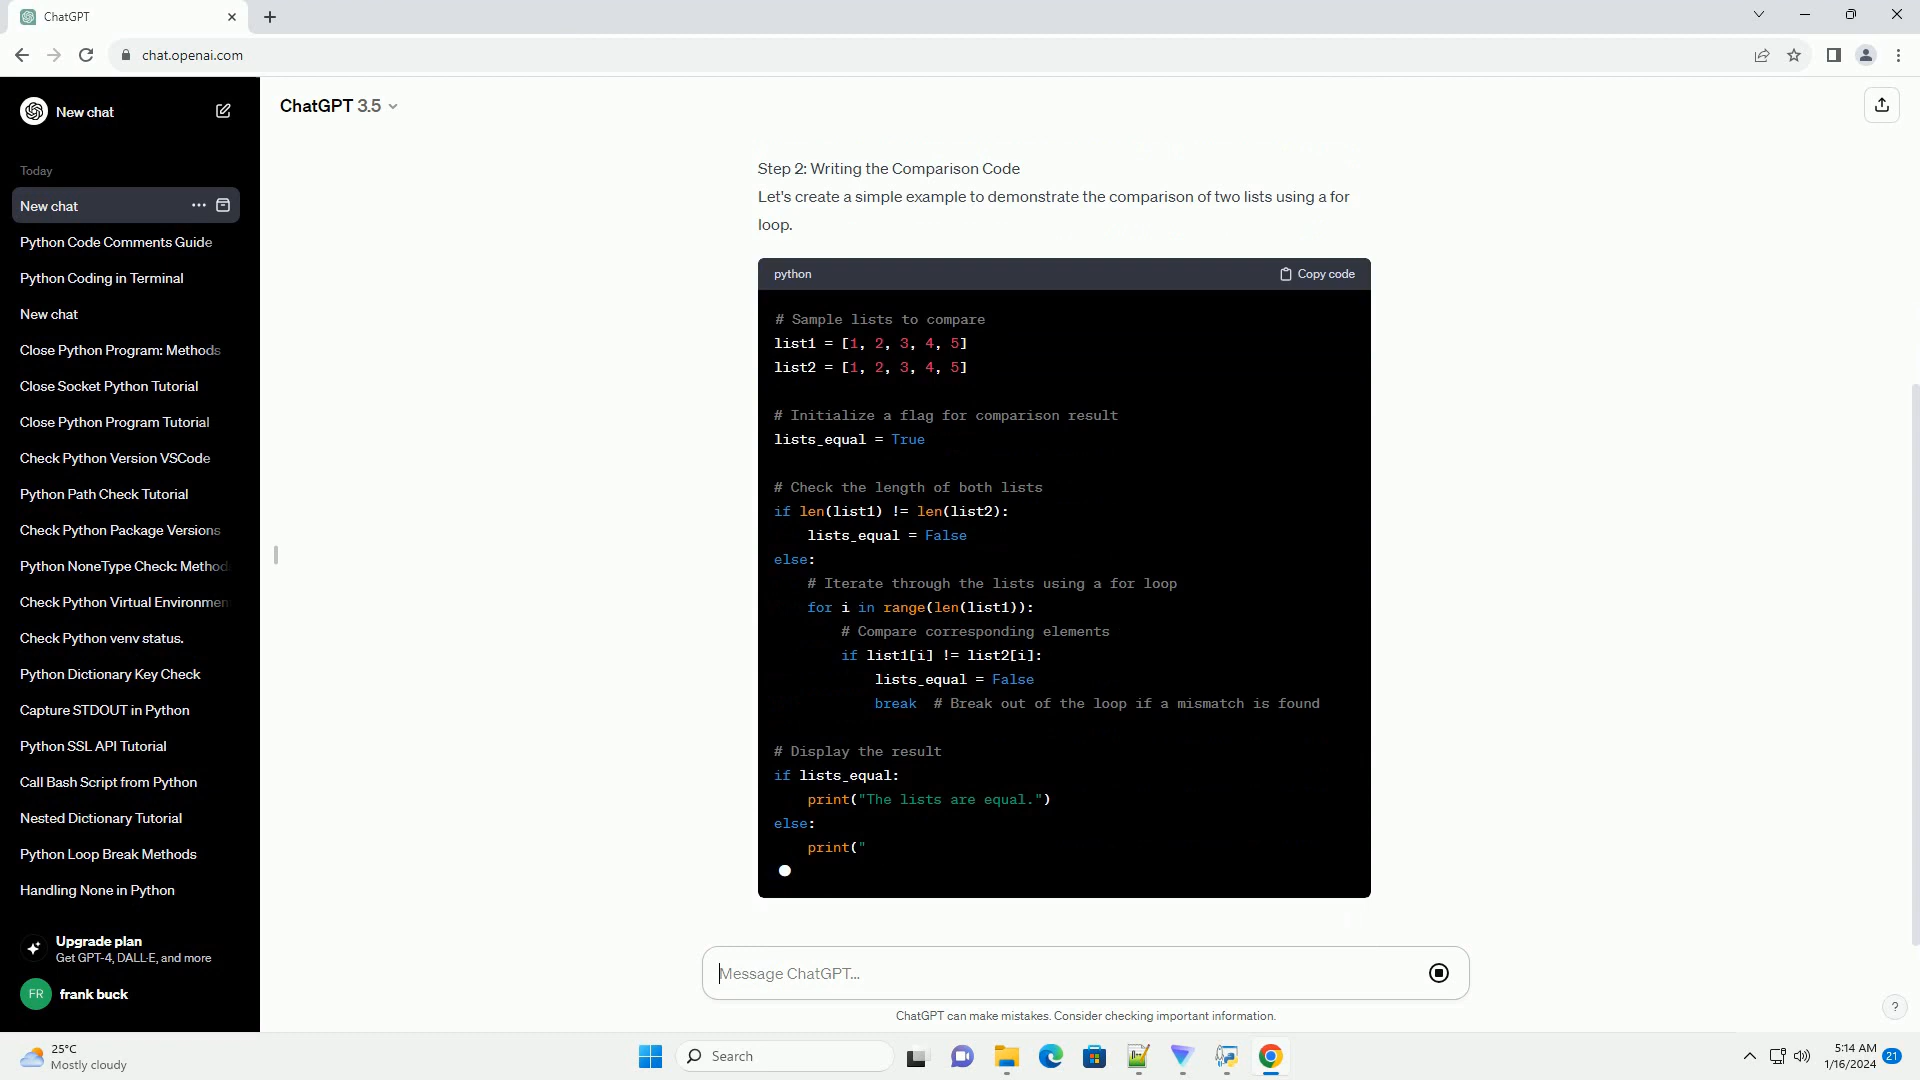 ChatGPT
chat.openai.com
New chat
ChatGPT 3.5
Today
New chat
Python Code Comments Guide
Python Coding in Terminal
New chat
Close Python Program: Methods
Close Socket Python Tutorial
Close Python Program Tutorial
Check Python Version VSCode
Python Path Check Tutorial
Check Python Package Versions
Python NoneType Check: Method
Check Python Virtual Environmen
Check Python venv status.
Python Dictionary Key Check
Capture STDOUT in Python
Python SSL API Tutorial
Call Bash Script from Python
Nested Dictionary Tutorial
Python Loop Break Methods
Handling None in Python
Upgrade plan
Get GPT-4, DALL·E, and more
FR
frank buck
Step 2: Writing the Comparison Code
Let's create a simple example to demonstrate the comparison of two lists using a for
loop.
python
Copy code
# Sample lists to compare
list1 = [1, 2, 3, 4, 5]
list2 = [1, 2, 3, 4, 5]
# Initialize a flag for comparison result
lists_equal = True
# Check the length of both lists
if len(list1) != len(list2):
    lists_equal = False
else:
    # Iterate through the lists using a for loop
    for i in range(len(list1)):
        # Compare corresponding elements
        if list1[i] != list2[i]:
            lists_equal = False
            break  # Break out of the loop if a mismatch is found
# Display the result
if lists_equal:
    print("The lists are equal.")
else:
    print("
Message ChatGPT...
ChatGPT can make mistakes. Consider checking important information.
?
25°C
Mostly cloudy
Search
5:14 AM
1/16/2024
21